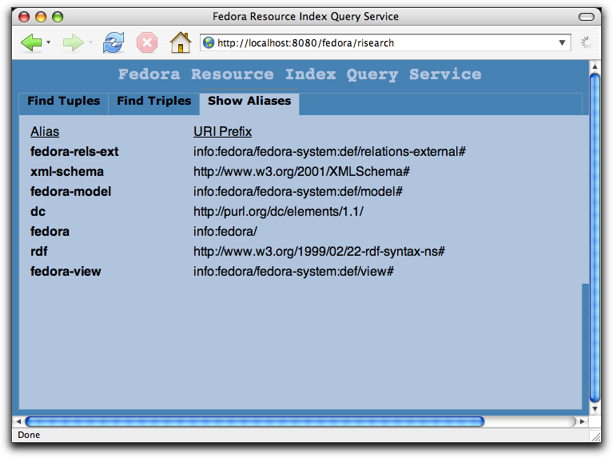 Fedora Resource Index Query Service
http://localhost:8080/fedora/risearch
Fedora Resource Index Query Service
Find Tuples Find Triples Show Aliases
Alias URI Prefix
fedora-rels-ext info:fedora/fedora-system:def/relations-external#
xml-schema http://www.w3.org/2001/XMLSchema#
fedora-model info:fedora/fedora-system:def/model#
dc http://purl.org/dc/elements/1.1/
fedora info:fedora/
rdf http://www.w3.org/1999/02/22-rdf-syntax-ns#
fedora-view info:fedora/fedora-system:def/view#
Done